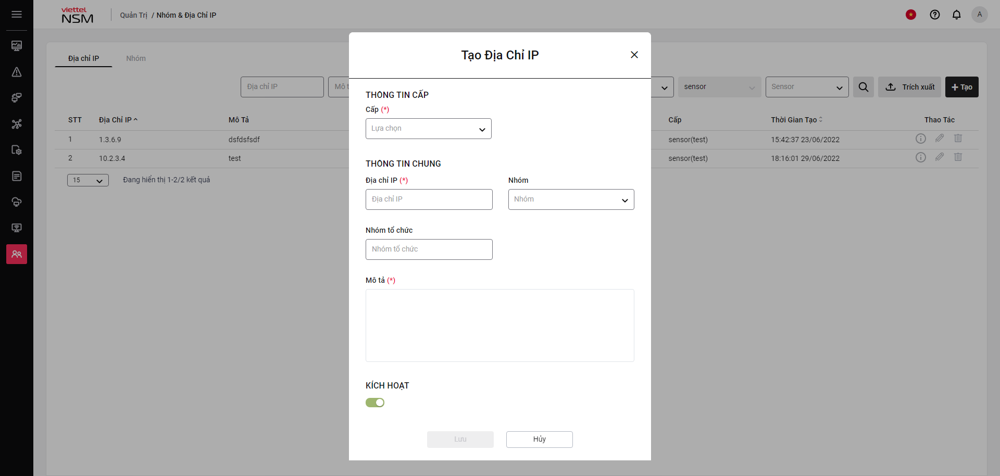 viettel
NSM
Quản Trị / Nhóm & Địa Chỉ IP
A
Địa chỉ IP
Nhóm
Địa chỉ IP
Mô t
sensor
Sensor
Trích xuất
+ Tạo
STT
Địa Chỉ IP
Mô Tả
Cấp
Thời Gian Tạo
Thao Tác
1
1.3.6.9
dsfdsfsdf
sensor(test)
15:42:37 23/06/2022
2
10.2.3.4
test
sensor(test)
18:16:01 29/06/2022
15
Đang hiển thị 1-2/2 kết quả
Tạo Địa Chỉ IP
THÔNG TIN CẤP
Cấp (*)
Lựa chọn
THÔNG TIN CHUNG
Địa chỉ IP (*)
Nhóm
Địa chỉ IP
Nhóm
Nhóm tổ chức
Nhóm tổ chức
Mô tả (*)
KÍCH HOẠT
Lưu
Hủy